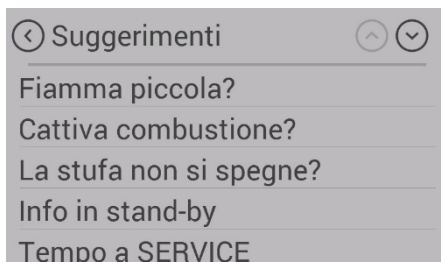 Suggerimenti
Fiamma piccola?
Cattiva combustione?
La stufa non si spegne?
Info in stand-by
Tempo a SERVICE